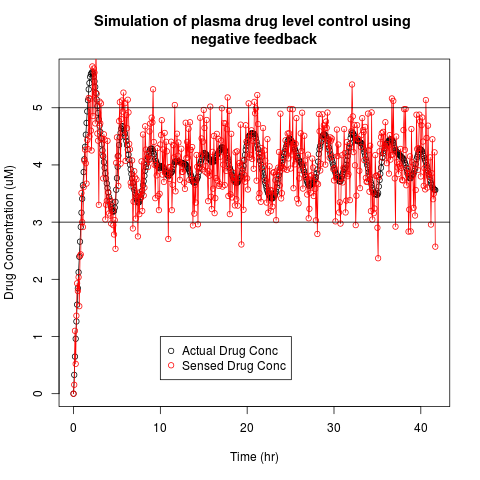 Simulation of plasma drug level control using
negative feedback
Drug Concentration (uM)
5
4
3
2
1
0
Actual Drug Conc
Sensed Drug Conc
0 10 20 30 40
Time (hr)